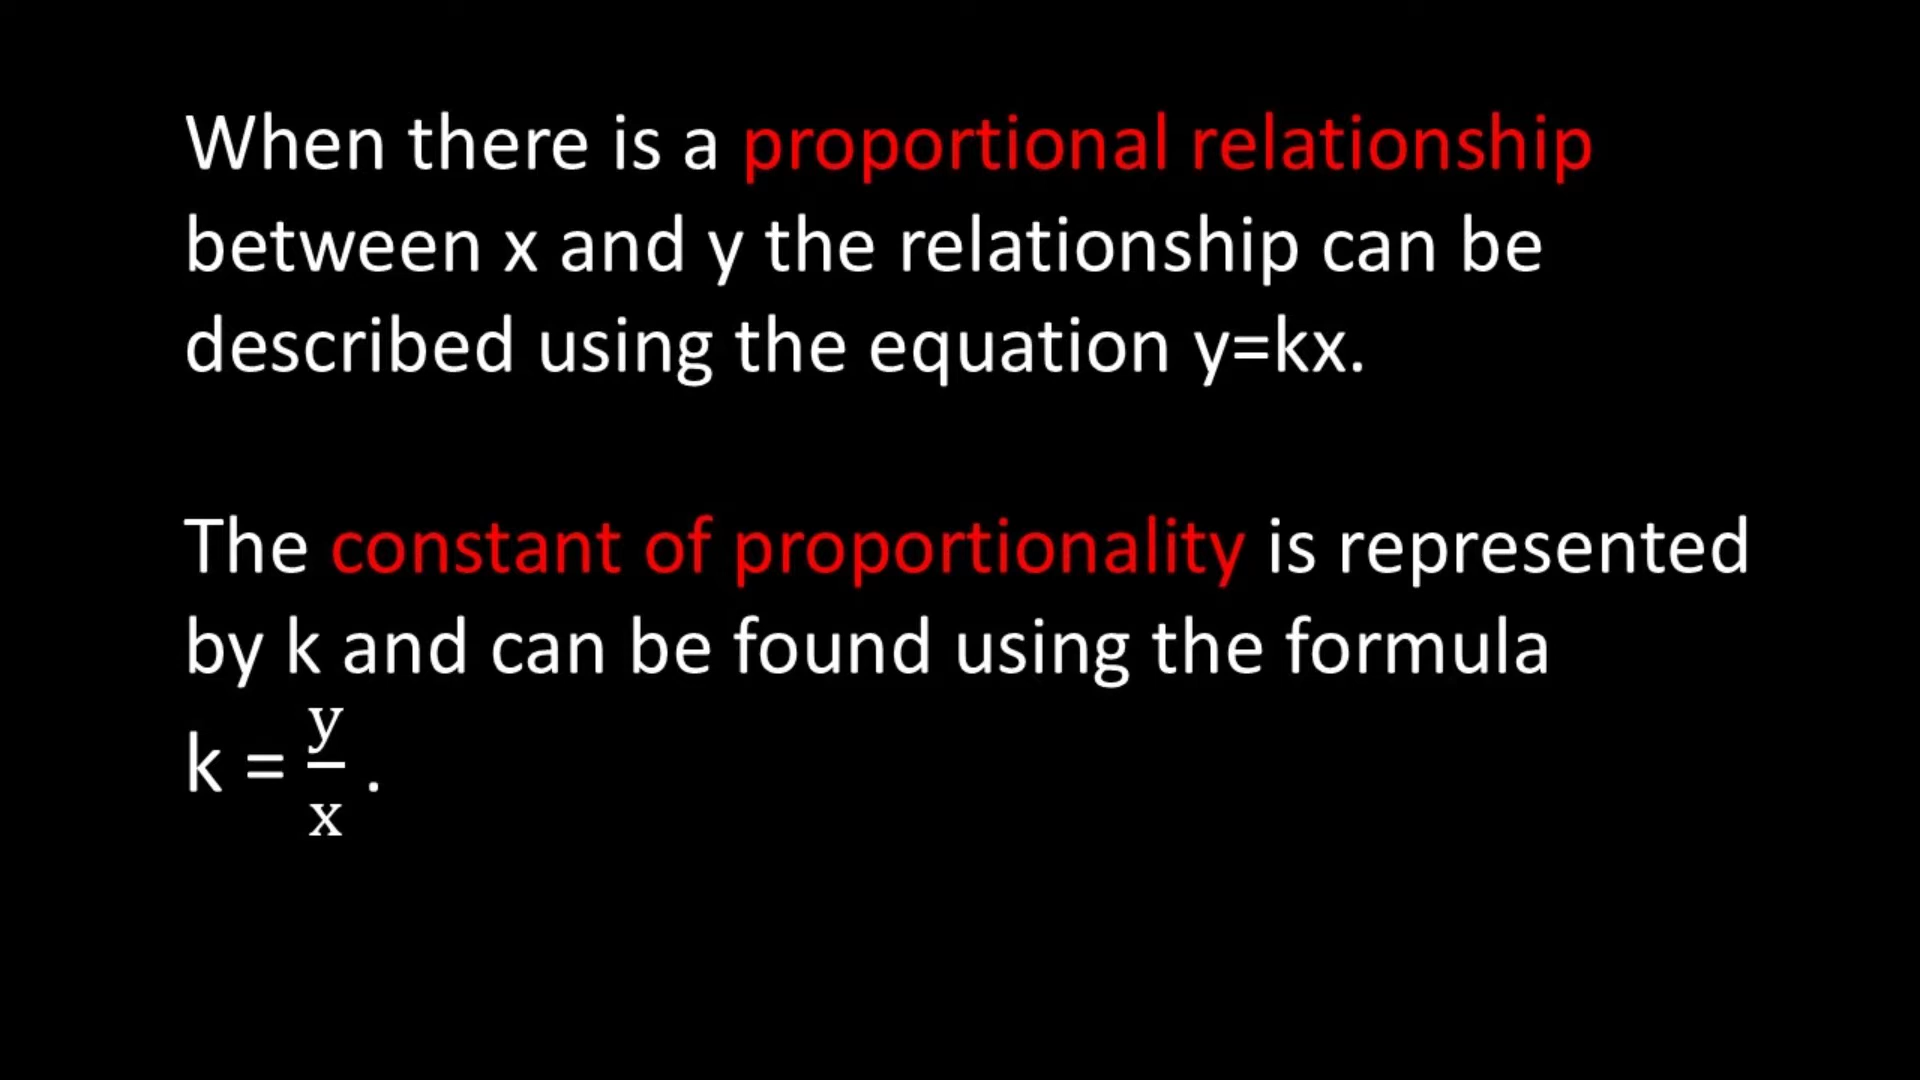 When there is a proportional relationship
between x and y the relationship can be
described using the equation y=kx.
The constant of proportionality is represented
by k and can be found using the formula
k = y/x .